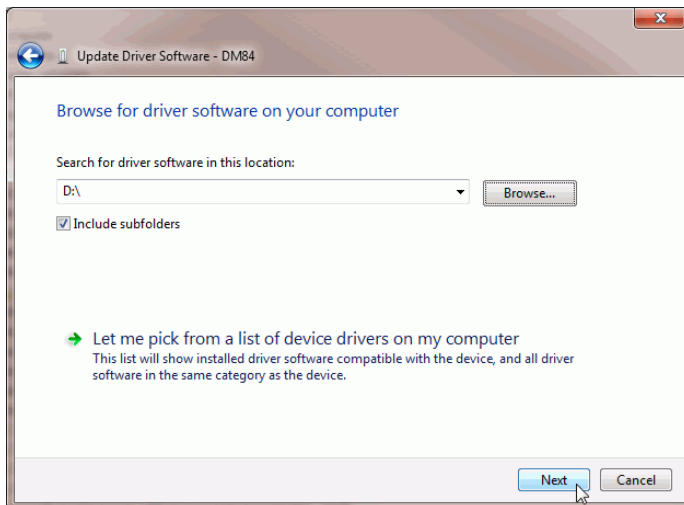 Update Driver Software - DM84
Browse for driver software on your computer
Search for driver software in this location:
D:\
Browse...
Include subfolders
Let me pick from a list of device drivers on my computer
This list will show installed driver software compatible with the device, and all driver
software in the same category as the device.
Next
Cancel